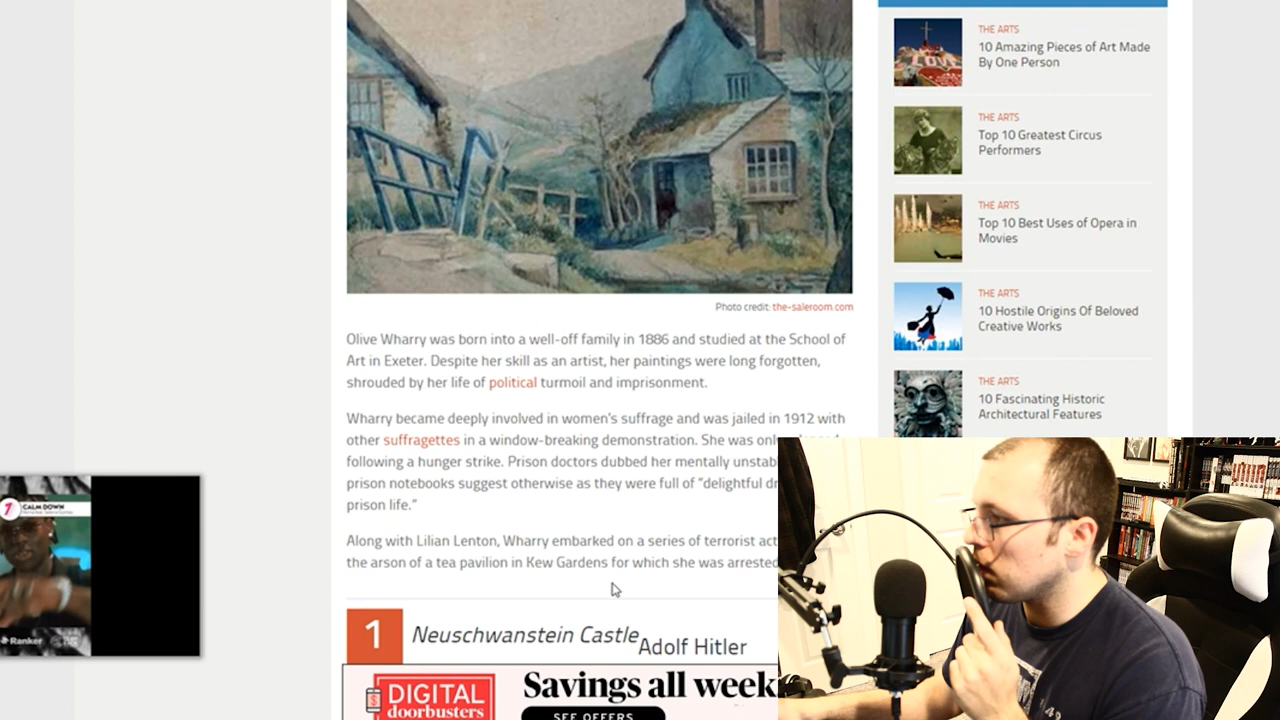 Photo credit: the-saleroom.com
Olive Wharry was born into a well-off family in 1886 and studied at the School of
Art in Exeter. Despite her skill as an artist, her paintings were long forgotten,
shrouded by her life of political turmoil and imprisonment.
Wharry became deeply involved in women's suffrage and was jailed in 1912 with
other suffragettes in a window-breaking demonstration. She was
following a hunger strike. Prison doctors dubbed her mentally
prison notebooks suggest otherwise as they were full of "delightful
prison life."
Along with Lilian Lenton, Wharry embarked on a series of terrorist
the arson of a tea pavilion in Kew Gardens for which she was arrested
1 Neuschwanstein Castle
Adolf Hitler
DIGITAL
doorbusters
Savings all week
SEE OFFERS
THE ARTS
10 Amazing Pieces of Art Made
By One Person
THE ARTS
Top 10 Greatest Circus
Performers
THE ARTS
Top 10 Best Uses of Opera in
Movies
THE ARTS
10 Hostile Origins Of Beloved
Creative Works
THE ARTS
10 Fascinating Historic
Architectural Features
1 CALM DOWN
Ranker